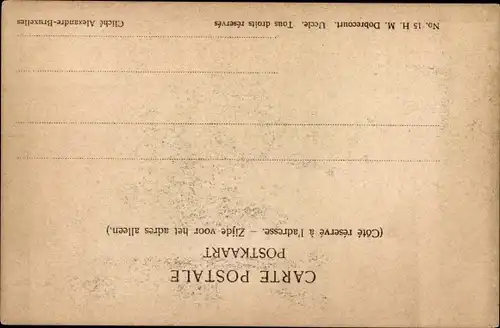 CARTE POSTALE
POSTKAART
(Côté réservé à l'adresse. — Zijde voor het adres alleen.)
No. 15 H. M. Dobrecourt. Uccle. Tous droits réservés
Cliché Alexandre-Bruxelles